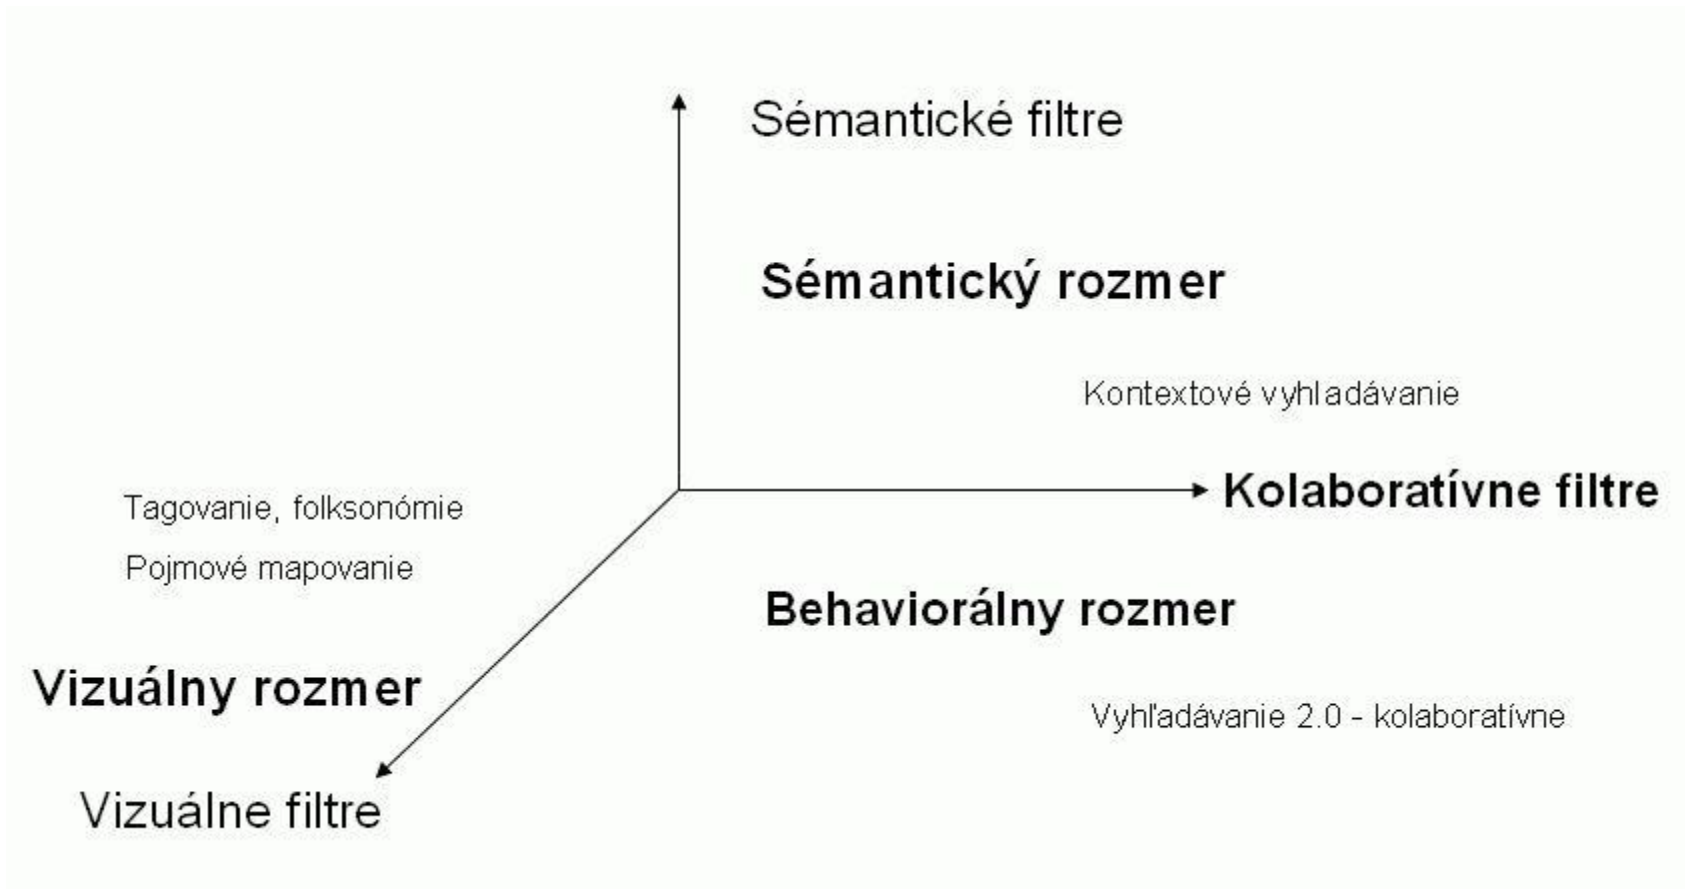 Sémantické filtre
Sémantický rozmer
Kontextové vyhladávanie
Kolaboratívne filtre
Tagovanie, folksonómie
Pojmové mapovanie
Behaviorálny rozmer
Vizuálny rozmer
Vyhľadávanie 2.0 - kolaboratívne
Vizuálne filtre